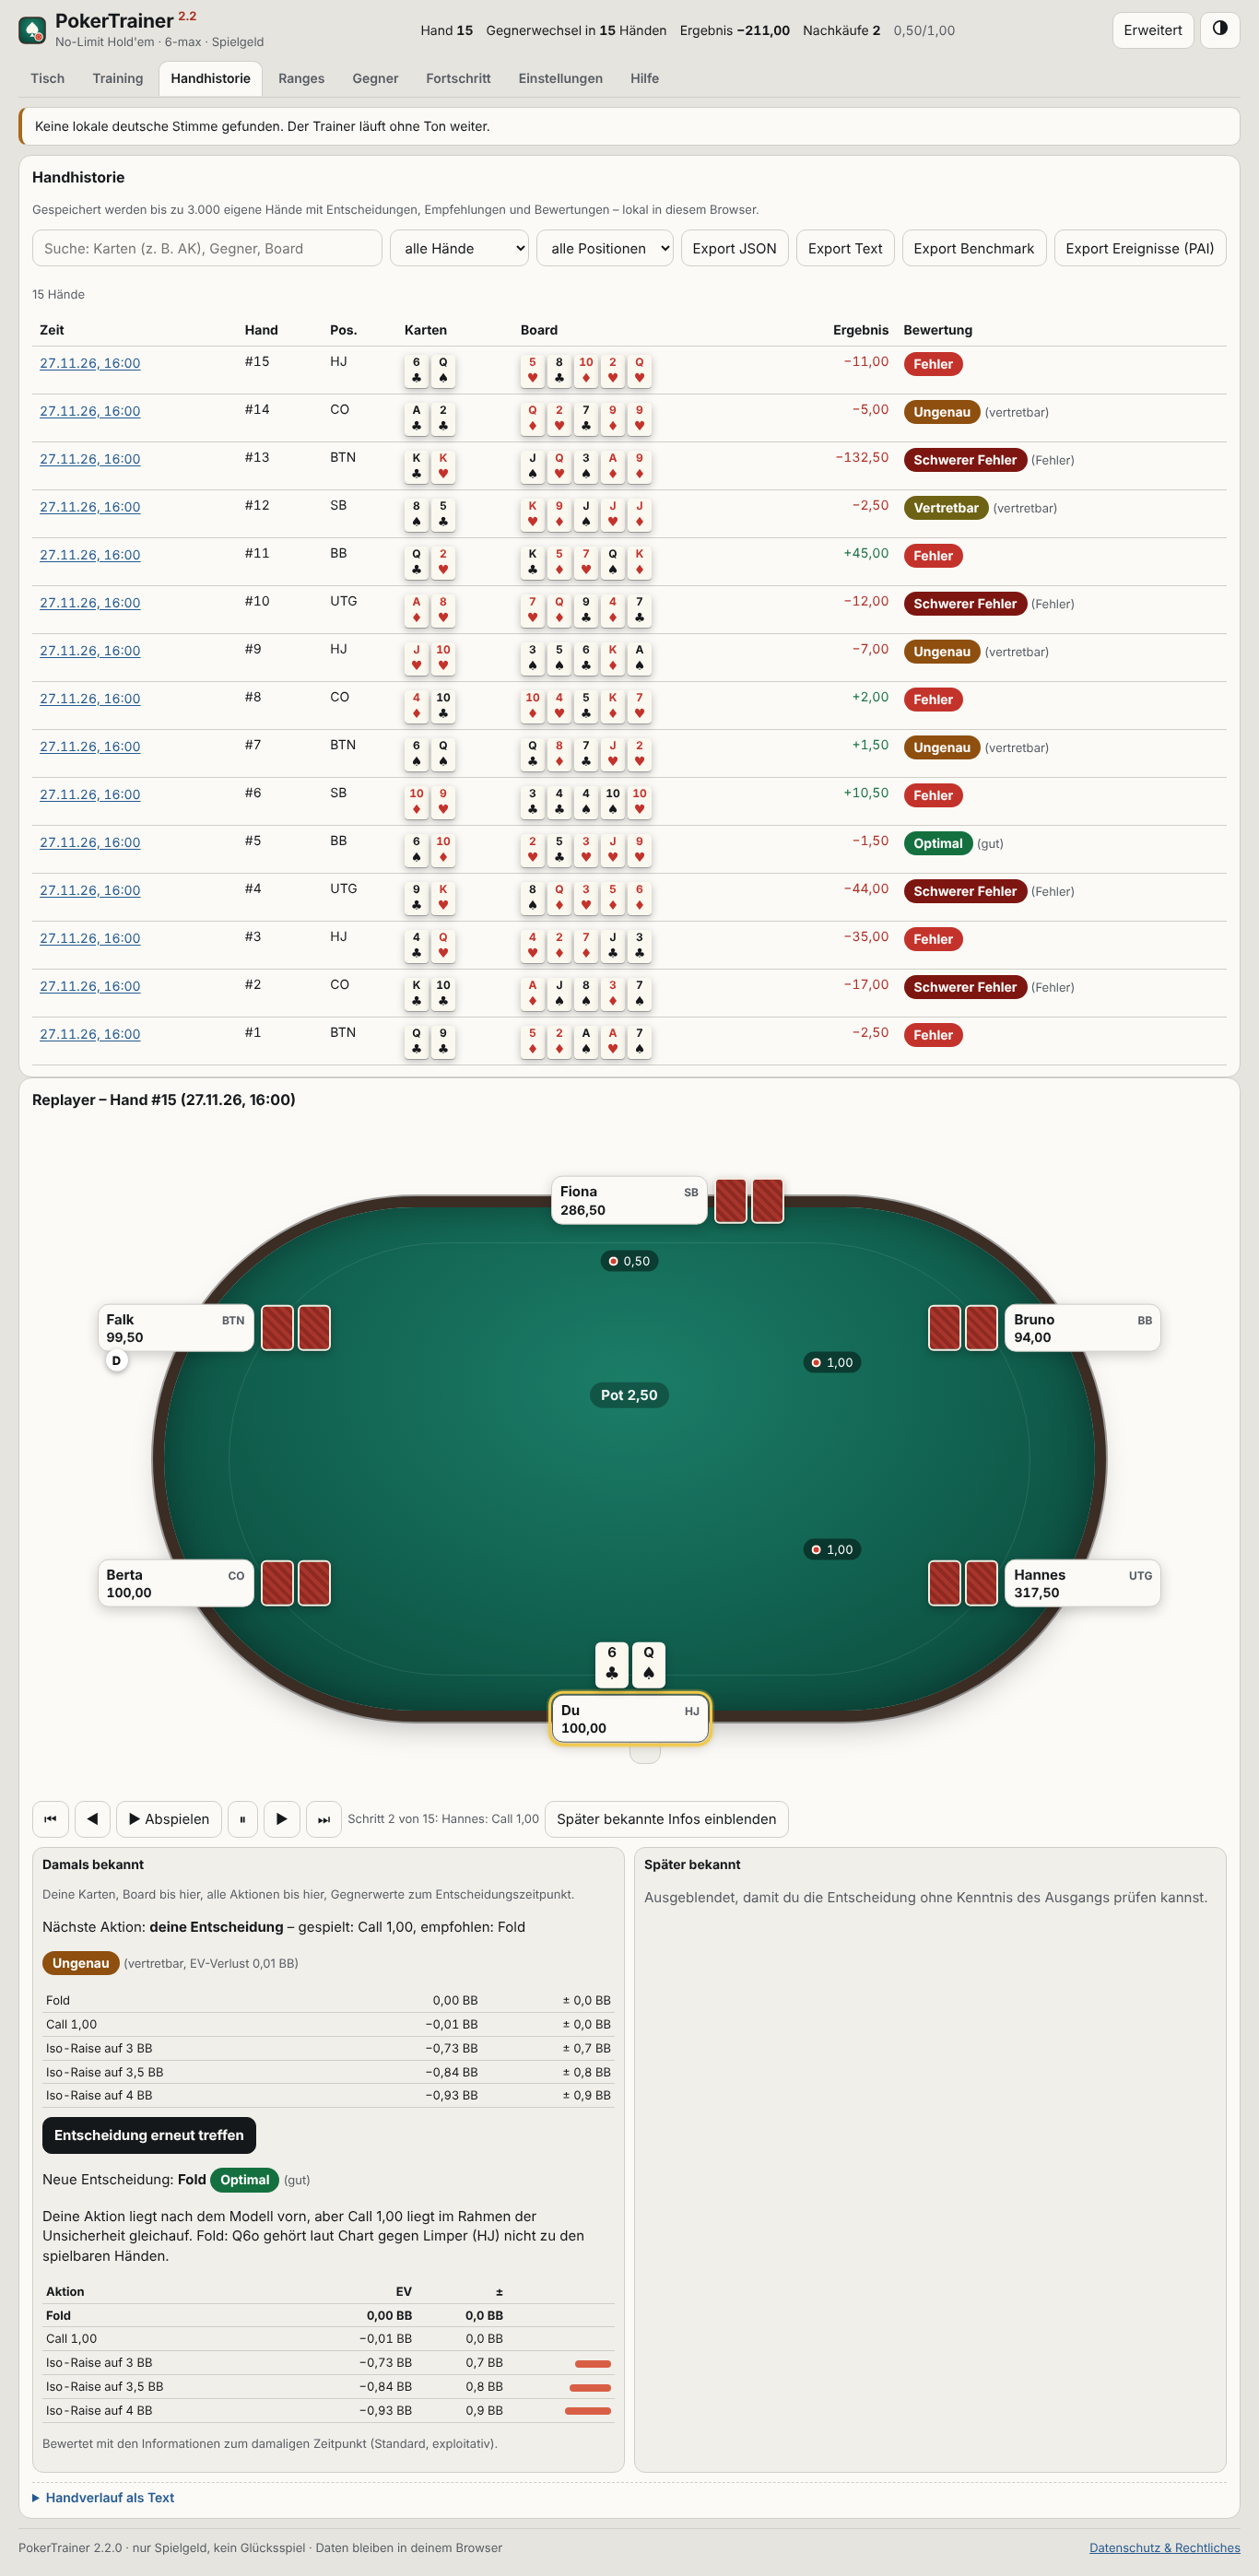 PokerTrainer 2.2
No-Limit Hold'em · 6-max · Spielgeld
Hand 15 Gegnerwechsel in 15 Händen Ergebnis −211,00 Nachkäufe 2 0,50/1,00
Erweitert
Tisch Training Handhistorie Ranges Gegner Fortschritt Einstellungen Hilfe
Keine lokale deutsche Stimme gefunden. Der Trainer läuft ohne Ton weiter.
Handhistorie
Gespeichert werden bis zu 3.000 eigene Hände mit Entscheidungen, Empfehlungen und Bewertungen – lokal in diesem Browser.
Suche: Karten (z. B. AK), Gegner, Board alle Hände alle Positionen Export JSON Export Text Export Benchmark Export Ereignisse (PAI)
15 Hände
Zeit Hand Pos. Karten Board Ergebnis Bewertung
27.11.26, 16:00 #15 HJ 6♣ Q♠ 5♥ 8♣ 10♦ 2♥ Q♥ −11,00 Fehler
27.11.26, 16:00 #14 CO A♣ 2♣ Q♦ 2♥ 7♣ 9♦ 9♥ −5,00 Ungenau (vertretbar)
27.11.26, 16:00 #13 BTN K♣ K♥ J♠ Q♥ 3♠ A♦ 9♦ −132,50 Schwerer Fehler (Fehler)
27.11.26, 16:00 #12 SB 8♠ 5♣ K♥ 9♦ J♠ J♥ J♦ −2,50 Vertretbar (vertretbar)
27.11.26, 16:00 #11 BB Q♣ 2♥ K♣ 5♦ 7♥ Q♠ K♦ +45,00 Fehler
27.11.26, 16:00 #10 UTG A♦ 8♥ 7♥ Q♦ 9♣ 4♦ 7♣ −12,00 Schwerer Fehler (Fehler)
27.11.26, 16:00 #9 HJ J♥ 10♥ 3♠ 5♠ 6♣ K♦ A♠ −7,00 Ungenau (vertretbar)
27.11.26, 16:00 #8 CO 4♦ 10♣ 10♦ 4♥ 5♣ K♦ 7♥ +2,00 Fehler
27.11.26, 16:00 #7 BTN 6♠ Q♠ Q♣ 8♦ 7♣ J♥ 2♥ +1,50 Ungenau (vertretbar)
27.11.26, 16:00 #6 SB 10♦ 9♥ 3♣ 4♣ 4♠ 10♠ 10♥ +10,50 Fehler
27.11.26, 16:00 #5 BB 6♠ 10♦ 2♥ 5♣ 3♥ J♥ 9♥ −1,50 Optimal (gut)
27.11.26, 16:00 #4 UTG 9♣ K♥ 8♠ Q♦ 3♥ 5♦ 6♦ −44,00 Schwerer Fehler (Fehler)
27.11.26, 16:00 #3 HJ 4♣ Q♥ 4♥ 2♦ 7♦ J♣ 3♣ −35,00 Fehler
27.11.26, 16:00 #2 CO K♣ 10♣ A♦ J♠ 8♠ 3♦ 7♠ −17,00 Schwerer Fehler (Fehler)
27.11.26, 16:00 #1 BTN Q♣ 9♣ 5♦ 2♦ A♠ A♥ 7♠ −2,50 Fehler
Replayer – Hand #15 (27.11.26, 16:00)
Fiona SB
286,50
0,50
Falk BTN
99,50
D
Bruno BB
94,00
1,00
Pot 2,50
1,00
Berta CO
100,00
Hannes UTG
317,50
6♣ Q♠
Du HJ
100,00
⏮ ◀ ▶ Abspielen ⏸ ▶ ⏭ Schritt 2 von 15: Hannes: Call 1,00 Später bekannte Infos einblenden
Damals bekannt
Deine Karten, Board bis hier, alle Aktionen bis hier, Gegnerwerte zum Entscheidungszeitpunkt.
Nächste Aktion: deine Entscheidung – gespielt: Call 1,00, empfohlen: Fold
Ungenau (vertretbar, EV-Verlust 0,01 BB)
Fold 0,00 BB ± 0,0 BB
Call 1,00 −0,01 BB ± 0,0 BB
Iso-Raise auf 3 BB −0,73 BB ± 0,7 BB
Iso-Raise auf 3,5 BB −0,84 BB ± 0,8 BB
Iso-Raise auf 4 BB −0,93 BB ± 0,9 BB
Entscheidung erneut treffen
Neue Entscheidung: Fold Optimal (gut)
Deine Aktion liegt nach dem Modell vorn, aber Call 1,00 liegt im Rahmen der
Unsicherheit gleichauf. Fold: Q6o gehört laut Chart gegen Limper (HJ) nicht zu den
spielbaren Händen.
Aktion EV ±
Fold 0,00 BB 0,0 BB
Call 1,00 −0,01 BB 0,0 BB
Iso-Raise auf 3 BB −0,73 BB 0,7 BB
Iso-Raise auf 3,5 BB −0,84 BB 0,8 BB
Iso-Raise auf 4 BB −0,93 BB 0,9 BB
Bewertet mit den Informationen zum damaligen Zeitpunkt (Standard, exploitativ).
Später bekannt
Ausgeblendet, damit du die Entscheidung ohne Kenntnis des Ausgangs prüfen kannst.
▶ Handverlauf als Text
PokerTrainer 2.2.0 · nur Spielgeld, kein Glücksspiel · Daten bleiben in deinem Browser
Datenschutz & Rechtliches